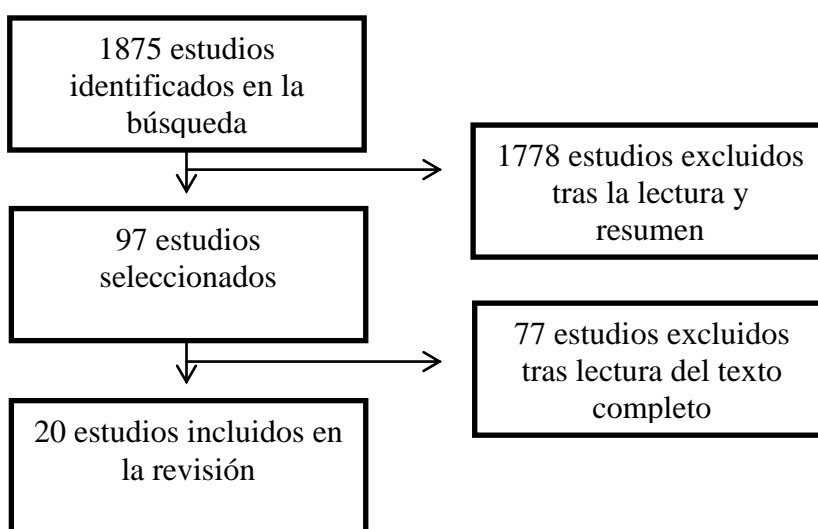 1875 estudios
identificados en la
búsqueda
1778 estudios excluidos
tras la lectura y
resumen
97 estudios
seleccionados
77 estudios excluidos
tras lectura del texto
completo
20 estudios incluidos en
la revisión